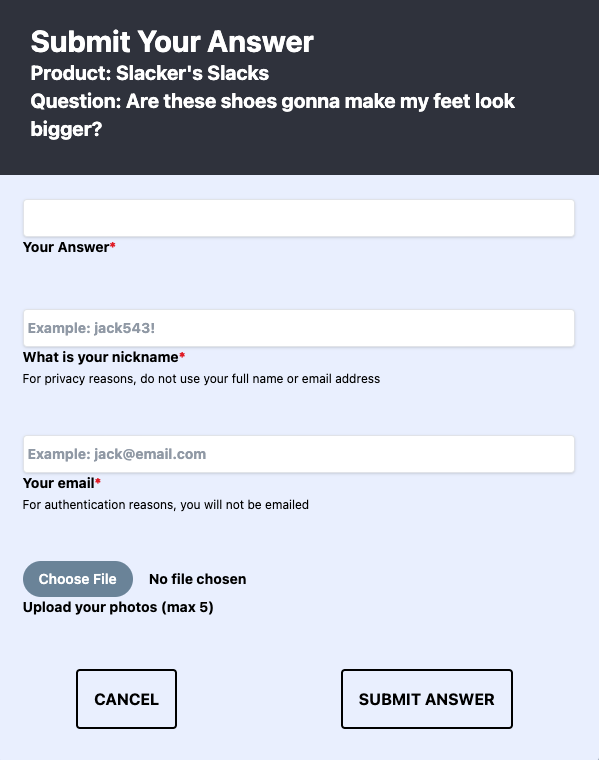 Submit Your Answer
Product: Slacker's Slacks
Question: Are these shoes gonna make my feet look
bigger?
Your Answer*
Example: jack543!
What is your nickname*
For privacy reasons, do not use your full name or email address
Example: jack@email.com
Your email*
For authentication reasons, you will not be emailed
Choose File No file chosen
Upload your photos (max 5)
CANCEL SUBMIT ANSWER